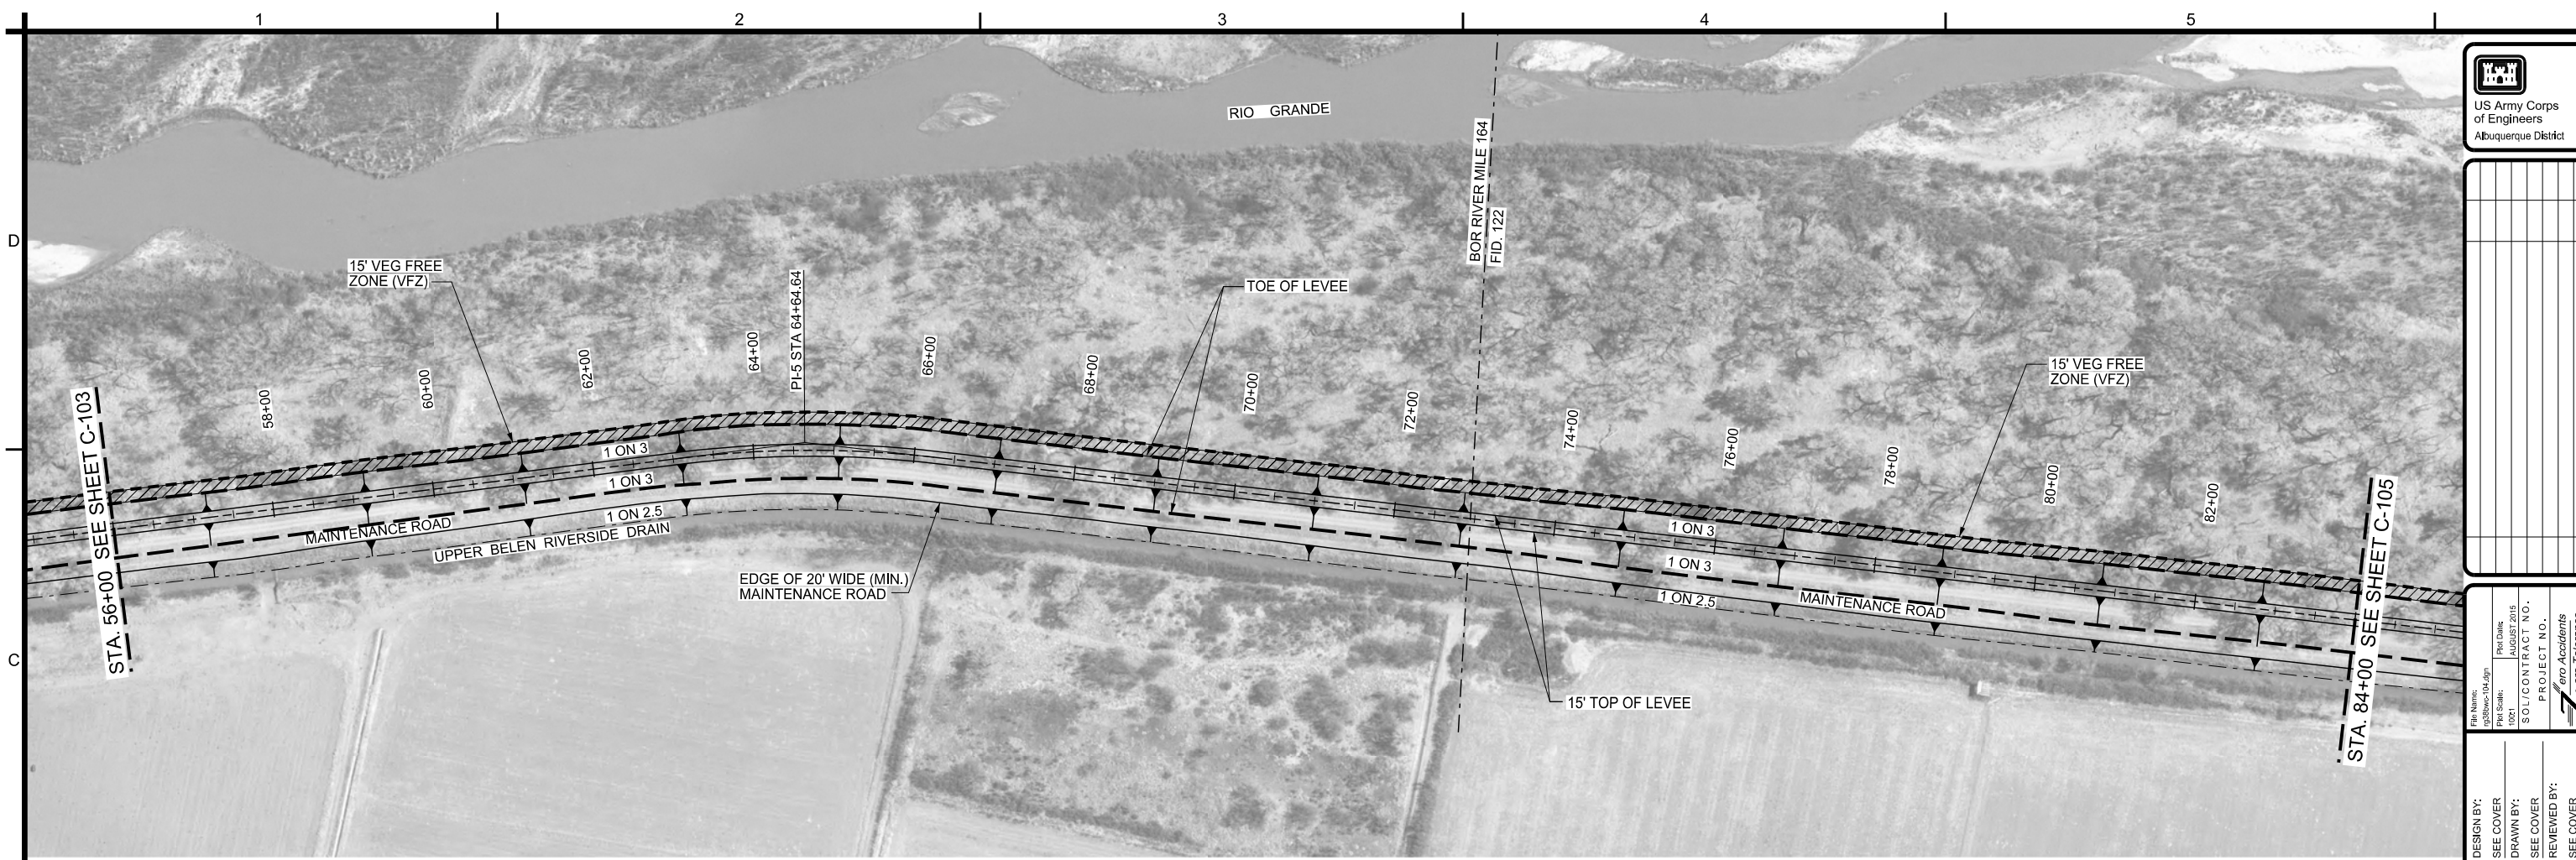 1
2
3
4
5
D
C
RIO GRANDE
BOR RIVER MILE 164
FID. 122
15' VEG FREE
ZONE (VFZ)
TOE OF LEVEE
PI-5 STA 64+64.64
15' VEG FREE
ZONE (VFZ)
58+00
60+00
62+00
64+00
66+00
68+00
70+00
72+00
74+00
76+00
78+00
80+00
82+00
STA. 56+00 SEE SHEET C-103
1 ON 3
1 ON 3
1 ON 2.5
MAINTENANCE ROAD
UPPER BELEN RIVERSIDE DRAIN
EDGE OF 20' WIDE (MIN.)
MAINTENANCE ROAD
1 ON 3
1 ON 3
1 ON 2.5
MAINTENANCE ROAD
15' TOP OF LEVEE
STA. 84+00 SEE SHEET C-105
US Army Corps
of Engineers
Albuquerque District
File Name:
Plot Scale:
100:1
Plot Date:
AUGUST 2015
SOL/CONTRACT NO.
PROJECT NO.
Zero Accidents
DESIGN BY:
SEE COVER
DRAWN BY:
SEE COVER
REVIEWED BY:
SEE COVER